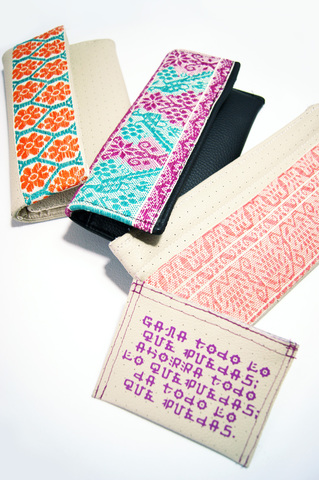 GANA todo Lo
QUE PUEdAS;
AHORRA todo
Lo QUE PUEdAS;
dA todo Lo
QUE PUEdAS.